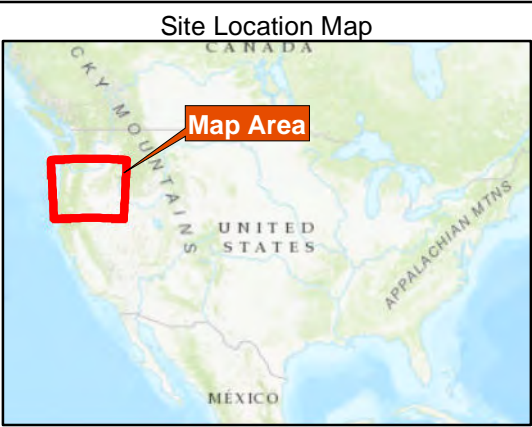 Site Location Map
CANADA
CKY MOUNTAINS
Map Area
UNITED
STATES
APPALACHIAN MTNS
MÉXICO